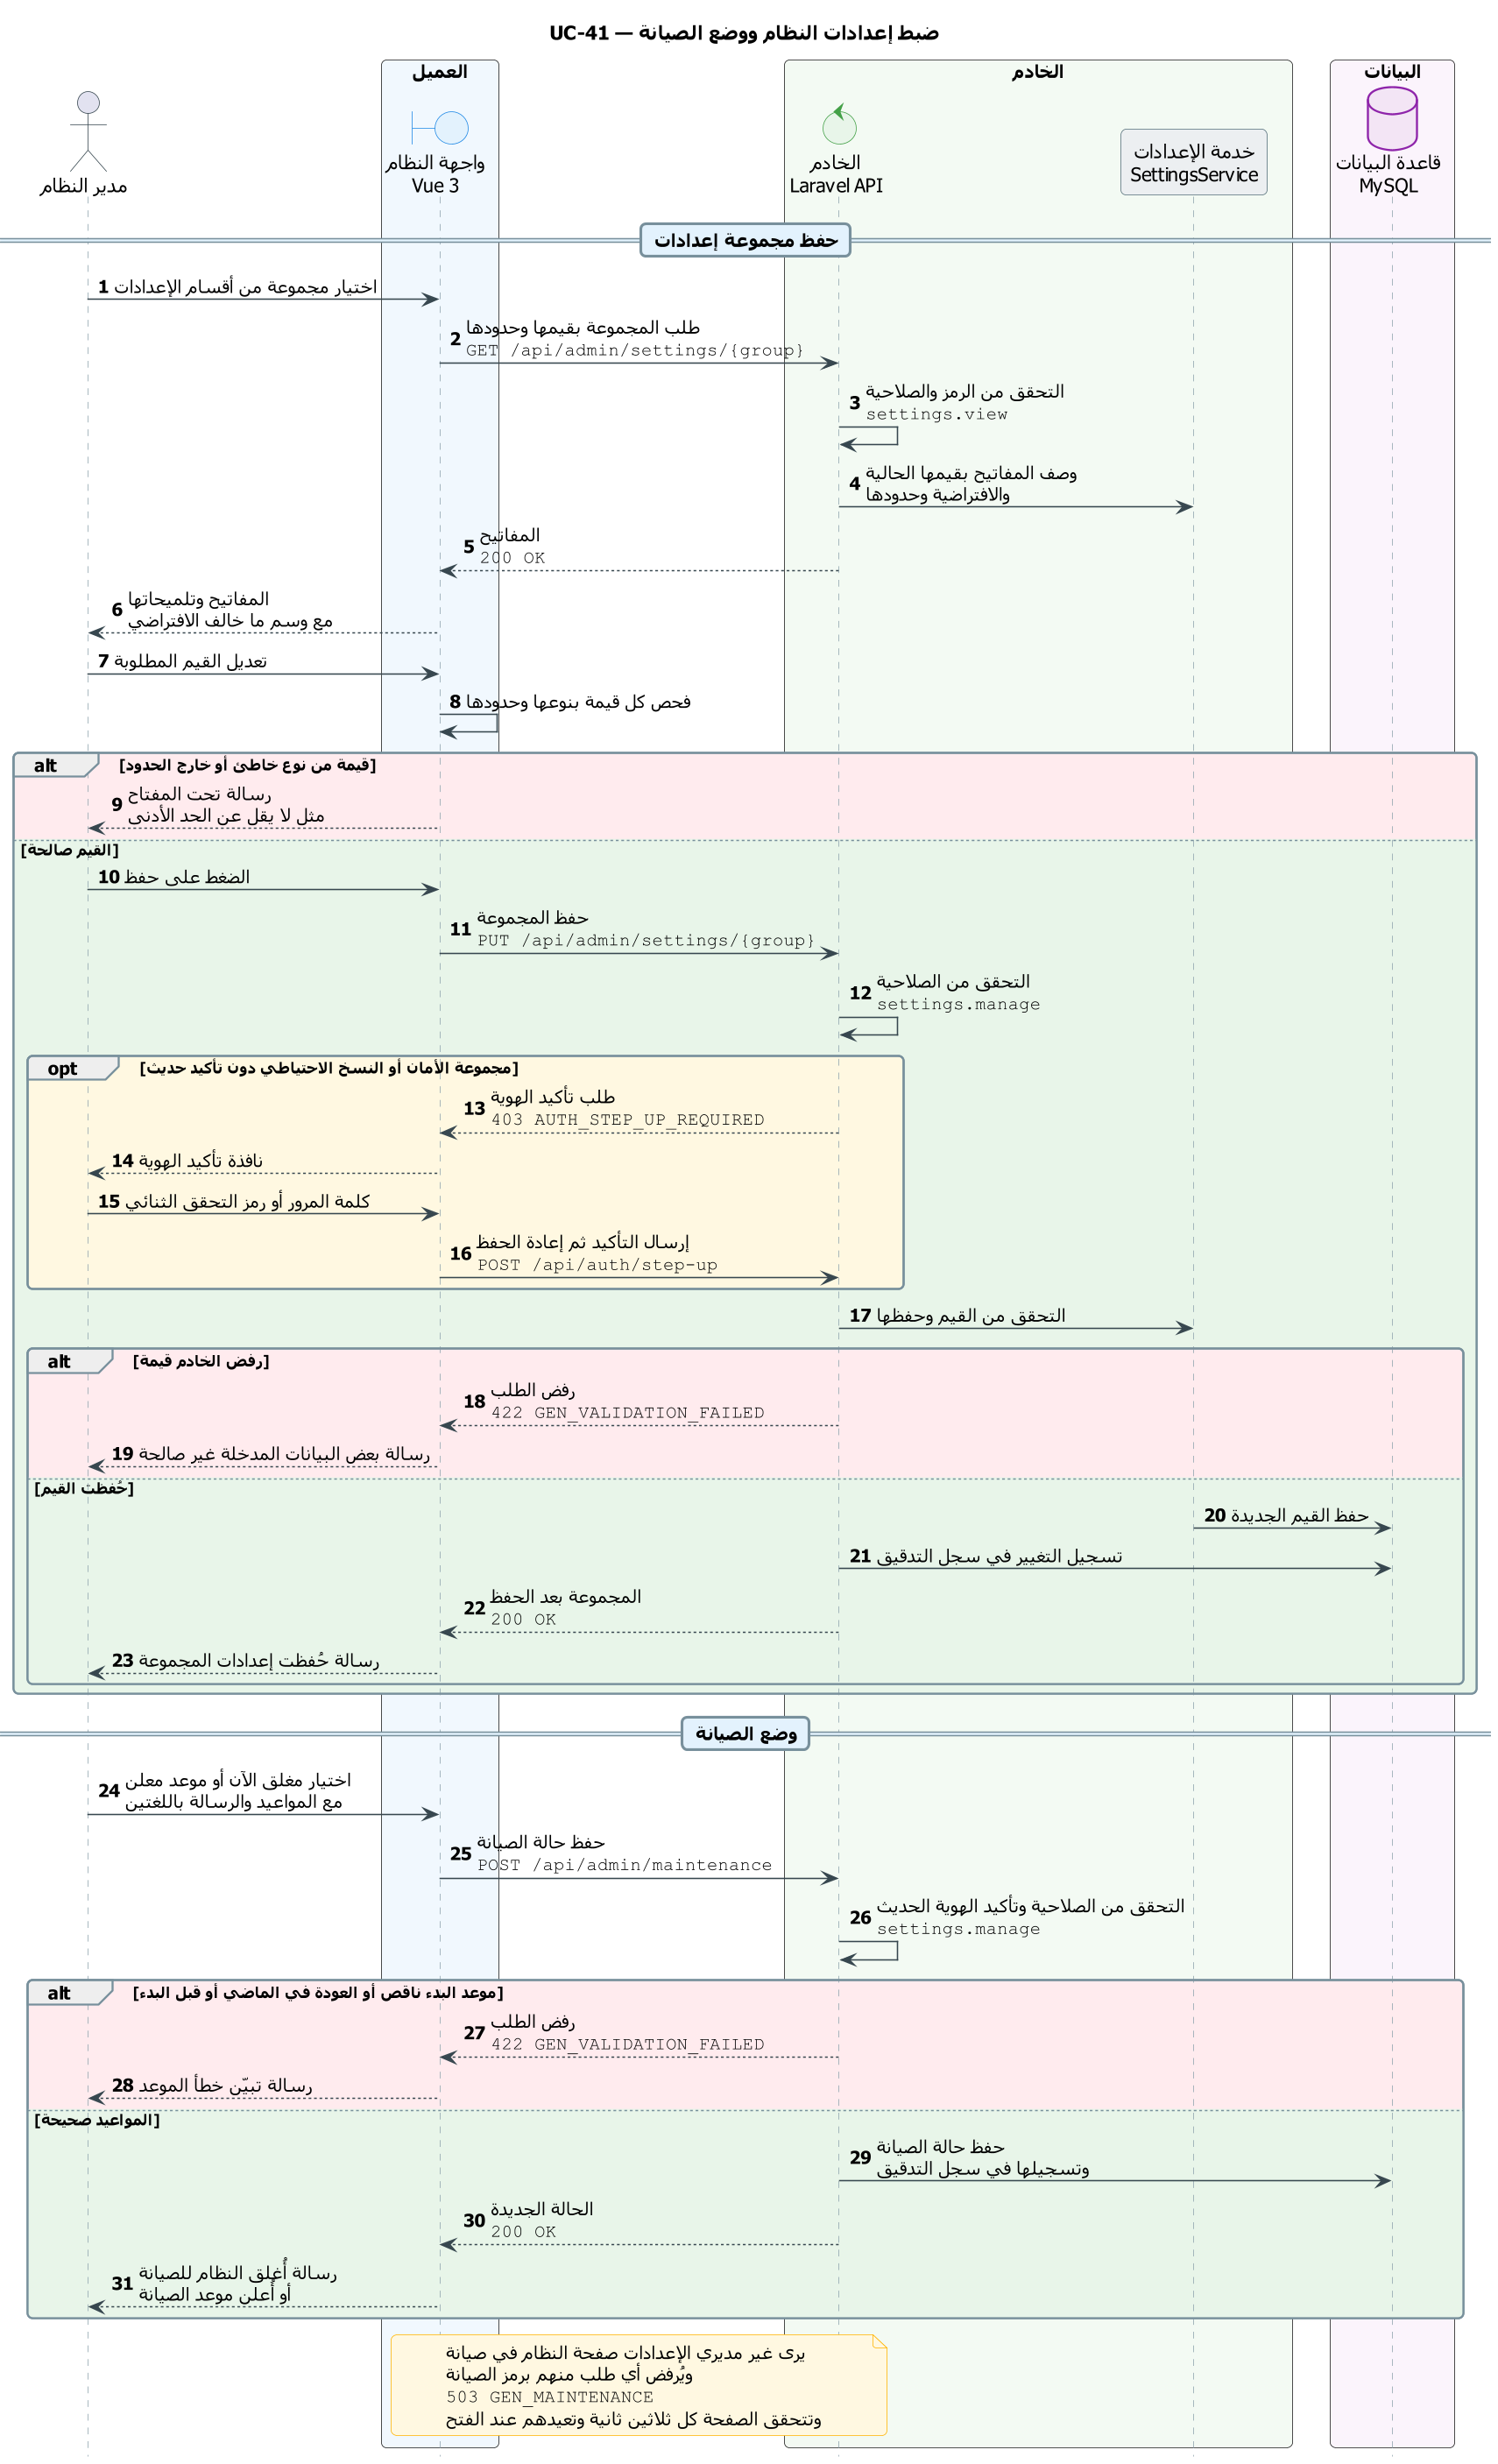 UC-41 — ضبط إعدادات النظام ووضع الصيانة
العميل
الخادم
البيانات
مدير النظام
واجهة النظام
Vue 3
الخادم
Laravel API
خدمة الإعدادات
SettingsService
قاعدة البيانات
MySQL
حفظ مجموعة إعدادات
1 اختيار مجموعة من أقسام الإعدادات
2 طلب المجموعة بقيمها وحدودها
GET /api/admin/settings/{group}
3 التحقق من الرمز والصلاحية
settings.view
4 وصف المفاتيح بقيمها الحالية
والافتراضية وحدودها
5 المفاتيح
200 OK
6 المفاتيح وتلميحاتها
مع وسم ما خالف الافتراضي
7 تعديل القيم المطلوبة
8 فحص كل قيمة بنوعها وحدودها
alt [قيمة من نوع خاطئ أو خارج الحدود]
9 رسالة تحت المفتاح
مثل لا يقل عن الحد الأدنى
[القيم صالحة]
10 الضغط على حفظ
11 حفظ المجموعة
PUT /api/admin/settings/{group}
12 التحقق من الصلاحية
settings.manage
opt [مجموعة الأمان أو النسخ الاحتياطي دون تأكيد حديث]
13 طلب تأكيد الهوية
403 AUTH_STEP_UP_REQUIRED
14 نافذة تأكيد الهوية
15 كلمة المرور أو رمز التحقق الثنائي
16 إرسال التأكيد ثم إعادة الحفظ
POST /api/auth/step-up
17 التحقق من القيم وحفظها
alt [رفض الخادم قيمة]
18 رفض الطلب
422 GEN_VALIDATION_FAILED
19 رسالة بعض البيانات المدخلة غير صالحة
[حُفظت القيم]
20 حفظ القيم الجديدة
21 تسجيل التغيير في سجل التدقيق
22 المجموعة بعد الحفظ
200 OK
23 رسالة حُفظت إعدادات المجموعة
وضع الصيانة
24 اختيار مغلق الآن أو موعد معلن
مع المواعيد والرسالة باللغتين
25 حفظ حالة الصيانة
POST /api/admin/maintenance
26 التحقق من الصلاحية وتأكيد الهوية الحديث
settings.manage
alt [موعد البدء ناقص أو العودة في الماضي أو قبل البدء]
27 رفض الطلب
422 GEN_VALIDATION_FAILED
28 رسالة تبيّن خطأ الموعد
[المواعيد صحيحة]
29 حفظ حالة الصيانة
وتسجيلها في سجل التدقيق
30 الحالة الجديدة
200 OK
31 رسالة أُغلق النظام للصيانة
أو أُعلن موعد الصيانة
يرى غير مديري الإعدادات صفحة النظام في صيانة
ويُرفض أي طلب منهم برمز الصيانة
503 GEN_MAINTENANCE
وتتحقق الصفحة كل ثلاثين ثانية وتعيدهم عند الفتح